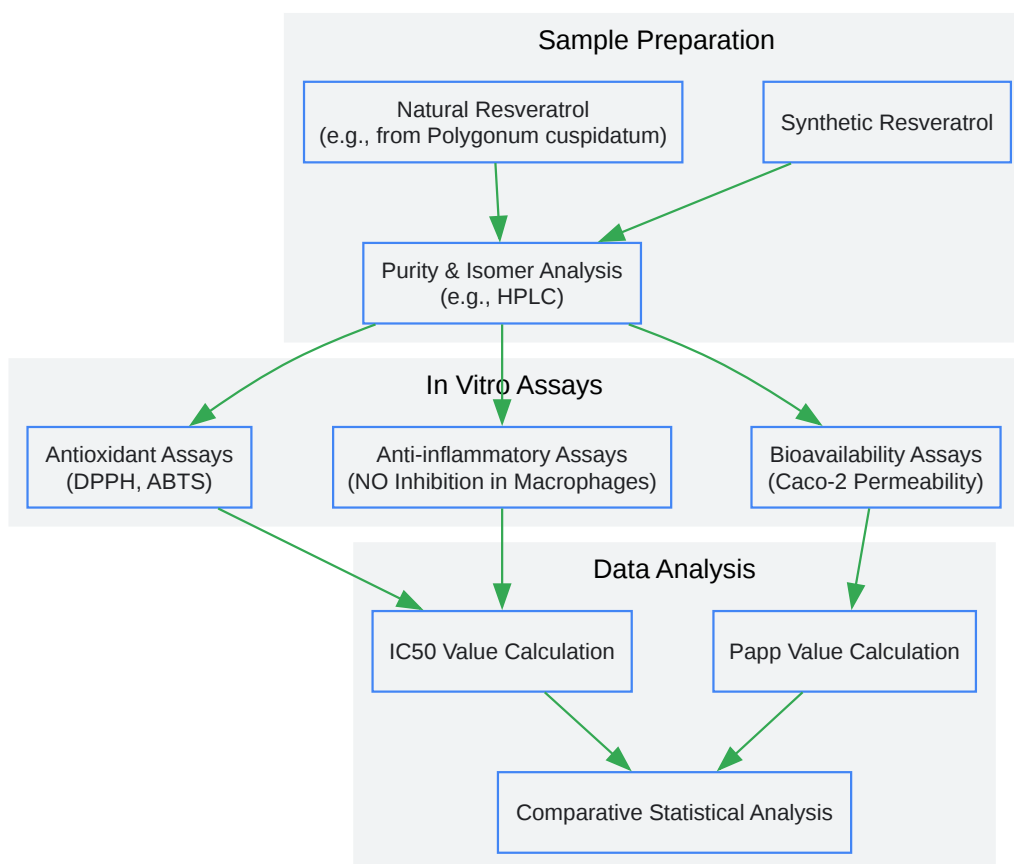 Sample Preparation
Natural Resveratrol
(e.g., from Polygonum cuspidatum)
Synthetic Resveratrol
Purity & Isomer Analysis
(e.g., HPLC)
In Vitro Assays
Antioxidant Assays
(DPPH, ABTS)
Anti-inflammatory Assays
(NO Inhibition in Macrophages)
Bioavailability Assays
(Caco-2 Permeability)
Data Analysis
IC50 Value Calculation
Papp Value Calculation
Comparative Statistical Analysis